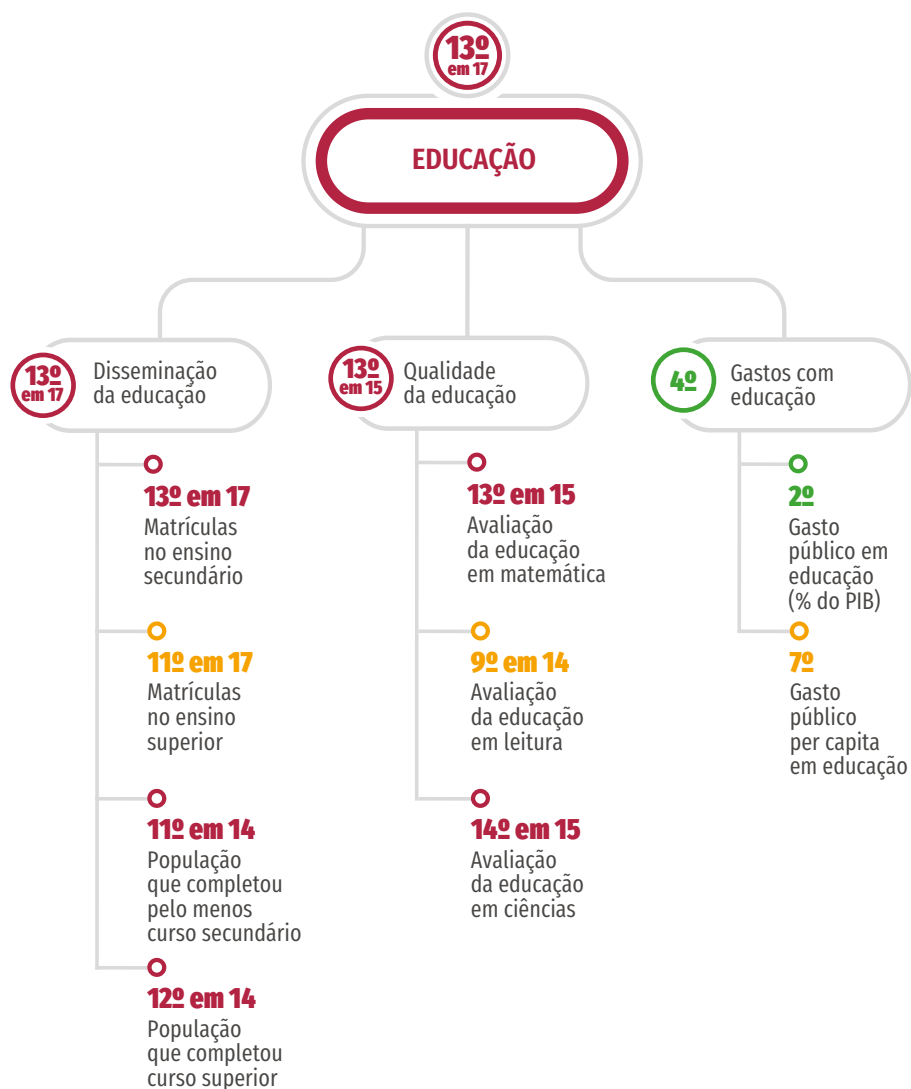 13º
em 17
EDUCAÇÃO
13º
em 17
Disseminação
da educação
13º em 17
Matrículas
no ensino
secundário
11º em 17
Matrículas
no ensino
superior
11º em 14
População
que completou
pelo menos
curso secundário
12º em 14
População
que completou
curso superior
13º
em 15
Qualidade
da educação
13º em 15
Avaliação
da educação
em matemática
9º em 14
Avaliação
da educação
em leitura
14º em 15
Avaliação
da educação
em ciências
4º
Gastos com
educação
2º
Gasto
público em
educação
(% do PIB)
7º
Gasto
público
per capita
em educação